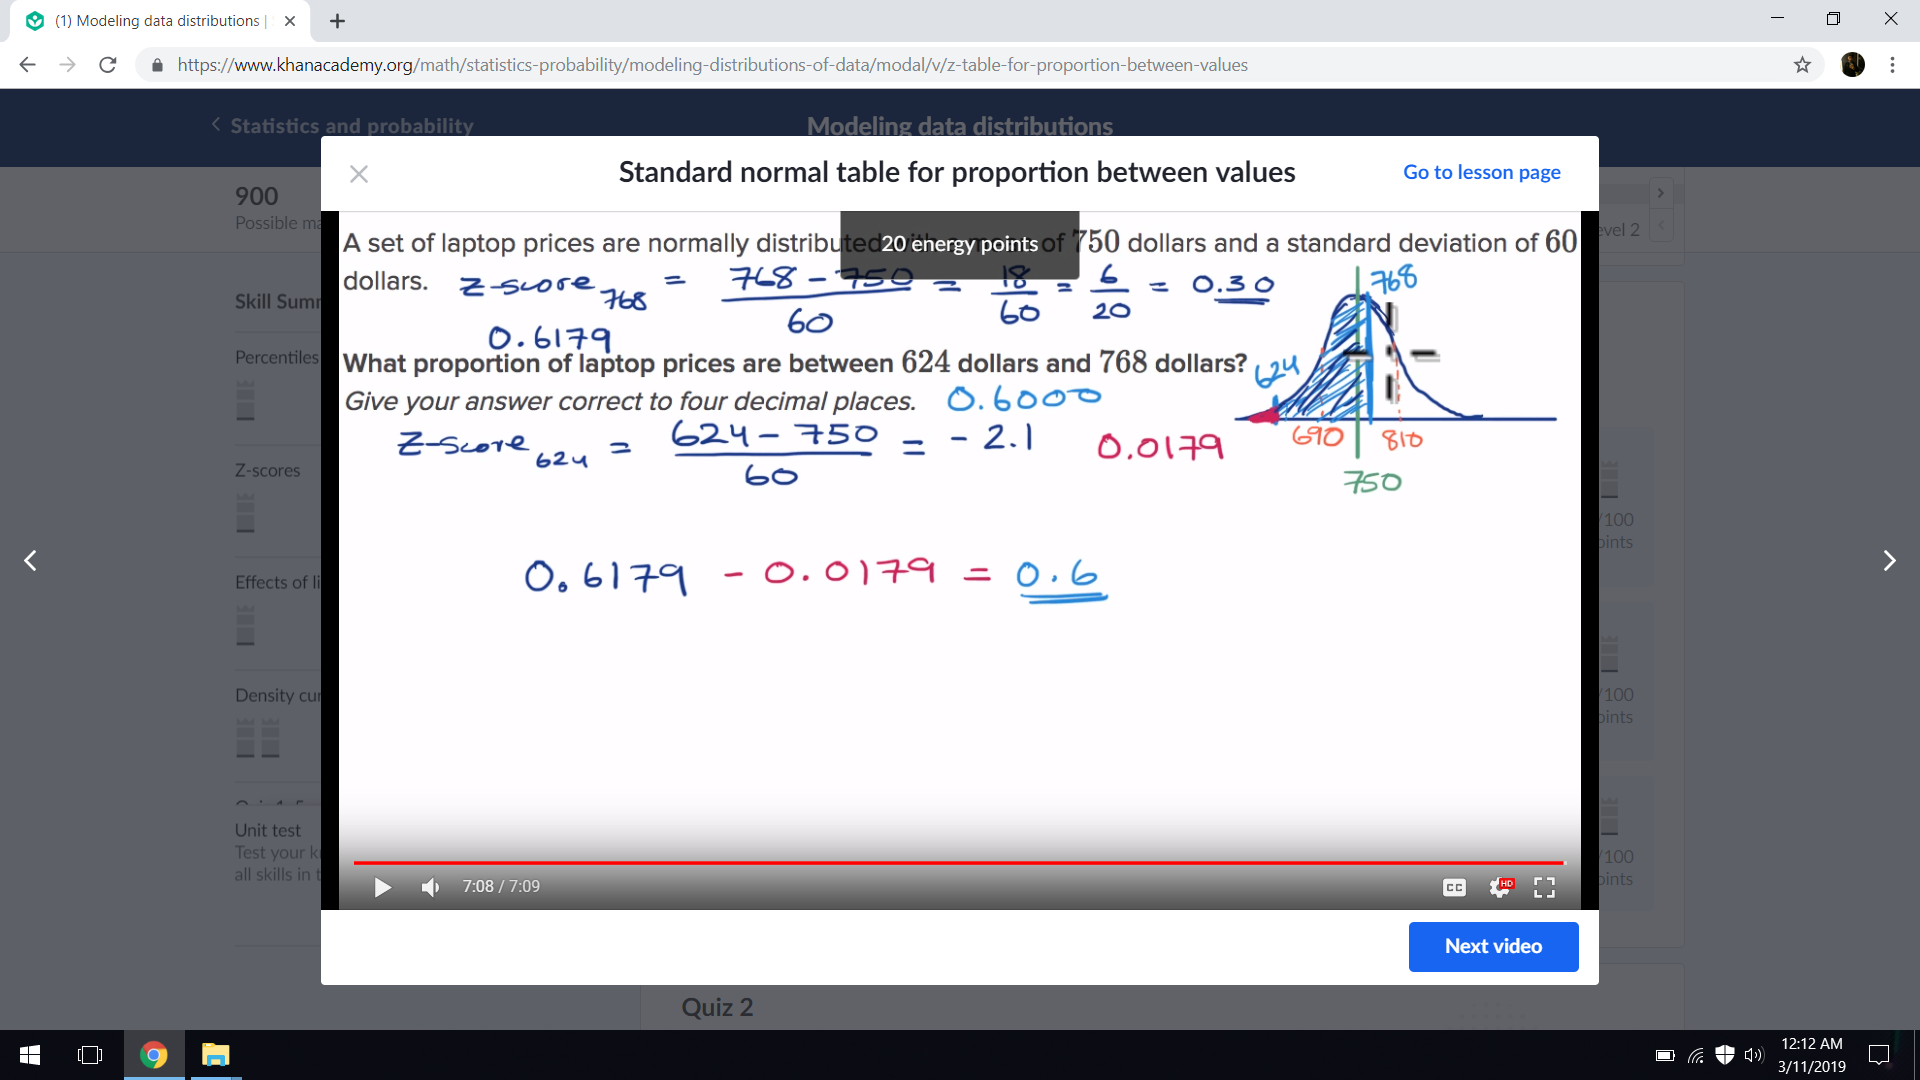 (1) Modeling data distributions |
https://www.khanacademy.org/math/statistics-probability/modeling-distributions-of-data/modal/v/z-table-for-proportion-between-values
Statistics and probability
Modeling data distributions
Standard normal table for proportion between values
Go to lesson page
900
Possible
evel 2
20 energy points
A set of laptop prices are normally distributed of 750 dollars and a standard deviation of 60
dollars. z-score 768 = 768 - 750 / 60 = 18 / 60 = 6 / 20 = 0.30
768
0.6179
What proportion of laptop prices are between 624 dollars and 768 dollars?
624
Give your answer correct to four decimal places. 0.6000
z-score 624 = 624 - 750 / 60 = - 2.1
0.0179
690 810
750
0.6179 - 0.0179 = 0.6
Skill Sum
Percentiles
Z-scores
Effects of li
Density cur
Unit test
Test your k
all skills in t
/100
oints
/100
oints
/100
oints
7:08 / 7:09
CC
HD
Next video
Quiz 2
12:12 AM
3/11/2019